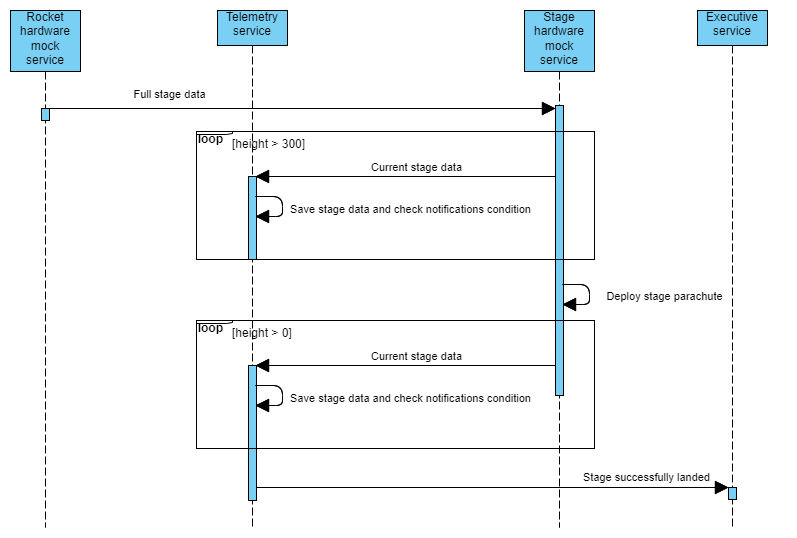 Rocket
hardware
mock
service
Telemetry
service
Stage
hardware
mock
service
Executive
service
Full stage data
loop
[height > 300]
Current stage data
Save stage data and check notifications condition
Deploy stage parachute
loop
[height > 0]
Current stage data
Save stage data and check notifications condition
Stage successfully landed